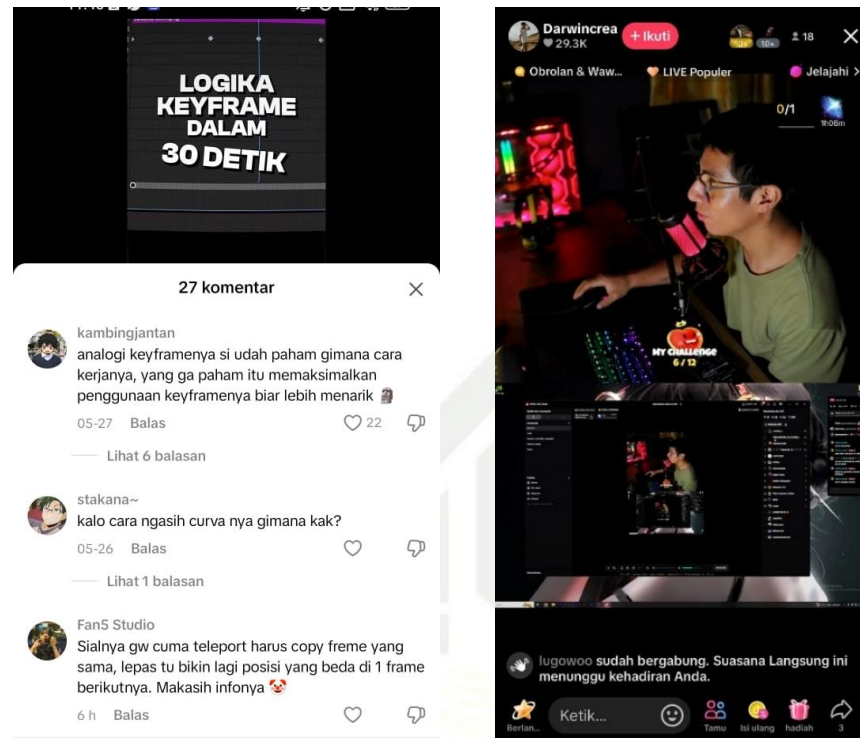 LOGIKA
KEYFRAME
DALAM
30 DETIK
27 komentar
kambingjantan
analogi keyframenya si udah paham gimana cara
kerjanya, yang ga paham itu memaksimalkan
penggunaan keyframenya biar lebih menarik 🗿
05-27 Balas 22
Lihat 6 balasan
stakana~
kalo cara ngasih curva nya gimana kak?
05-26 Balas
Lihat 1 balasan
Fan5 Studio
Sialnya gw cuma teleport harus copy freme yang
sama, lepas tu bikin lagi posisi yang beda di 1 frame
berikutnya. Makasih infonya 🤡
6 h Balas
Darwincrea
29.3K
+ Ikuti
10+
18
Obrolan & Waw... LIVE Populer Jelajahi >
0/1
1h08m
MY CHALLENGE
6 / 12
lugowoo sudah bergabung. Suasana Langsung ini
menunggu kehadiran Anda.
Ketik...
Berlan... Tamu Isi ulang hadiah 3